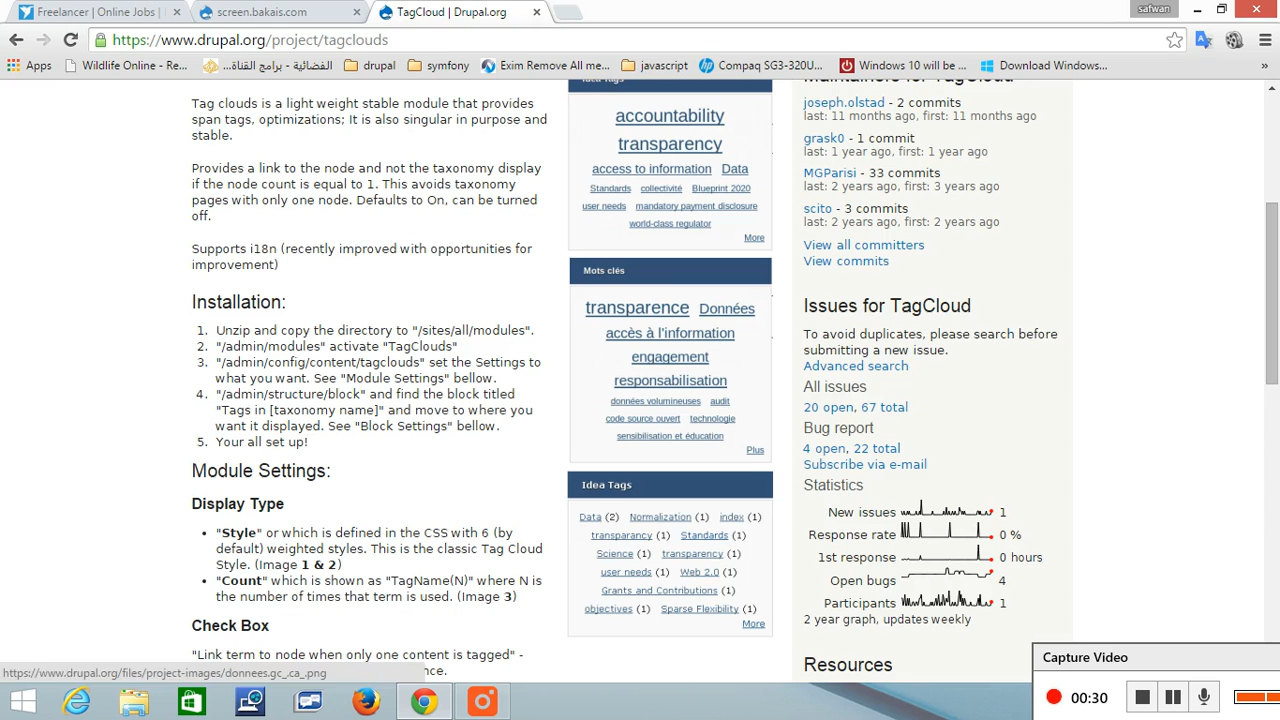 Freelancer | Online Jobs |
screen.bakais.com
TagCloud | Drupal.org
safwan
https://www.drupal.org/project/tagclouds
Apps
Wildlife Online - Re...
الفضائية - برامج القناة...
drupal
symfony
Exim Remove All me...
javascript
Compaq SG3-320U...
Windows 10 will be ...
Download Windows...
»
Tag clouds is a light weight stable module that provides
span tags, optimizations; It is also singular in purpose and
stable.
Provides a link to the node and not the taxonomy display
if the node count is equal to 1. This avoids taxonomy
pages with only one node. Defaults to On, can be turned
off.
Supports i18n (recently improved with opportunities for
improvement)
Installation:
1. Unzip and copy the directory to "/sites/all/modules".
2. "/admin/modules" activate "TagClouds"
3. "/admin/config/content/tagclouds" set the Settings to
what you want. See "Module Settings" bellow.
4. "/admin/structure/block" and find the block titled
"Tags in [taxonomy name]" and move to where you
want it displayed. See "Block Settings" bellow.
5. Your all set up!
Module Settings:
Display Type
• "Style" or which is defined in the CSS with 6 (by
default) weighted styles. This is the classic Tag Cloud
Style. (Image 1 & 2)
• "Count" which is shown as "TagName(N)" where N is
the number of times that term is used. (Image 3)
Check Box
"Link term to node when only one content is tagged" -
https://www.drupal.org/files/project-images/donnees.gc_.ca_.png
Idea Tags
accountability
transparency
access to information Data
Standards collectivité Blueprint 2020
user needs mandatory payment disclosure
world-class regulator
More
Mots clés
transparence Données
accès à l'information
engagement
responsabilisation
données volumineuses audit
code source ouvert technologie
sensibilisation et éducation
Plus
Idea Tags
Data (2) Normalization (1) index (1)
transparancy (1) Standards (1)
Science (1) transparency (1)
user needs (1) Web 2.0 (1)
Grants and Contributions (1)
objectives (1) Sparse Flexibility (1)
More
Maintainers for TagCloud
joseph.olstad - 2 commits
last: 11 months ago, first: 11 months ago
grask0 - 1 commit
last: 1 year ago, first: 1 year ago
MGParisi - 33 commits
last: 2 years ago, first: 3 years ago
scito - 3 commits
last: 2 years ago, first: 2 years ago
View all committers
View commits
Issues for TagCloud
To avoid duplicates, please search before
submitting a new issue.
Advanced search
All issues
20 open, 67 total
Bug report
4 open, 22 total
Subscribe via e-mail
Statistics
New issues 1
Response rate 0 %
1st response 0 hours
Open bugs 4
Participants 1
2 year graph, updates weekly
Resources
Capture Video
00:30